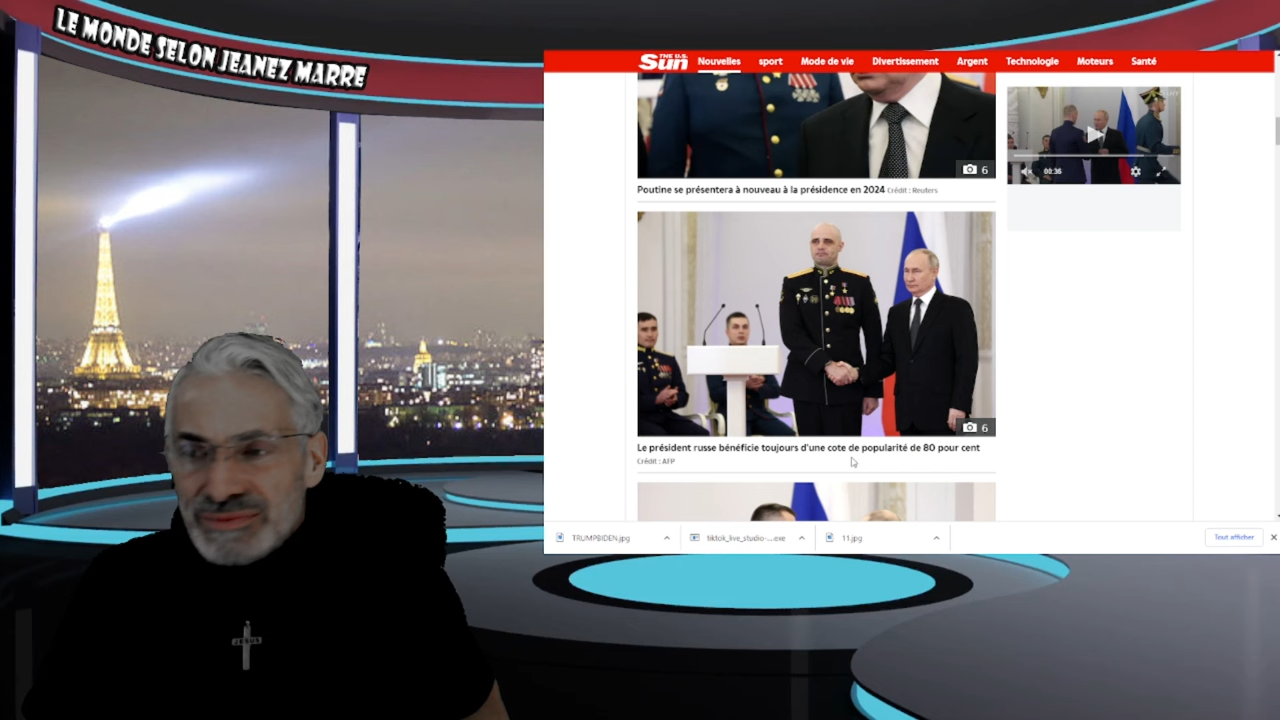 LE MONDE SELON JEANEZ MARRE
THE U.S. Sun Nouvelles sport Mode de vie Divertissement Argent Technologie Moteurs Santé
6
Poutine se présentera à nouveau à la présidence en 2024 Crédit : Reuters
00:36
6
Le président russe bénéficie toujours d'une cote de popularité de 80 pour cent
Crédit : AFP
TRUMPBIDEN.jpg tiktok_live_studio-....exe 11.jpg Tout afficher
JESUS